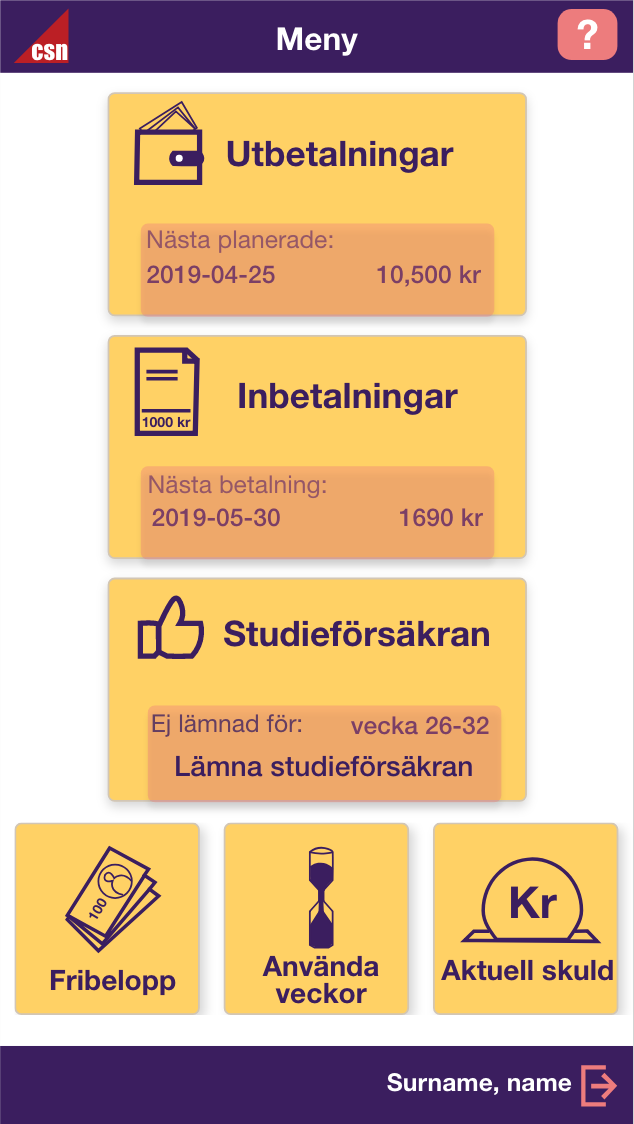 csn
Meny
?
Utbetalningar
Nästa planerade:
2019-04-25 10,500 kr
1000 kr
Inbetalningar
Nästa betalning:
2019-05-30 1690 kr
Studieförsäkran
Ej lämnad för: vecka 26-32
Lämna studieförsäkran
100
Fribelopp
Använda
veckor
Kr
Aktuell skuld
Surname, name